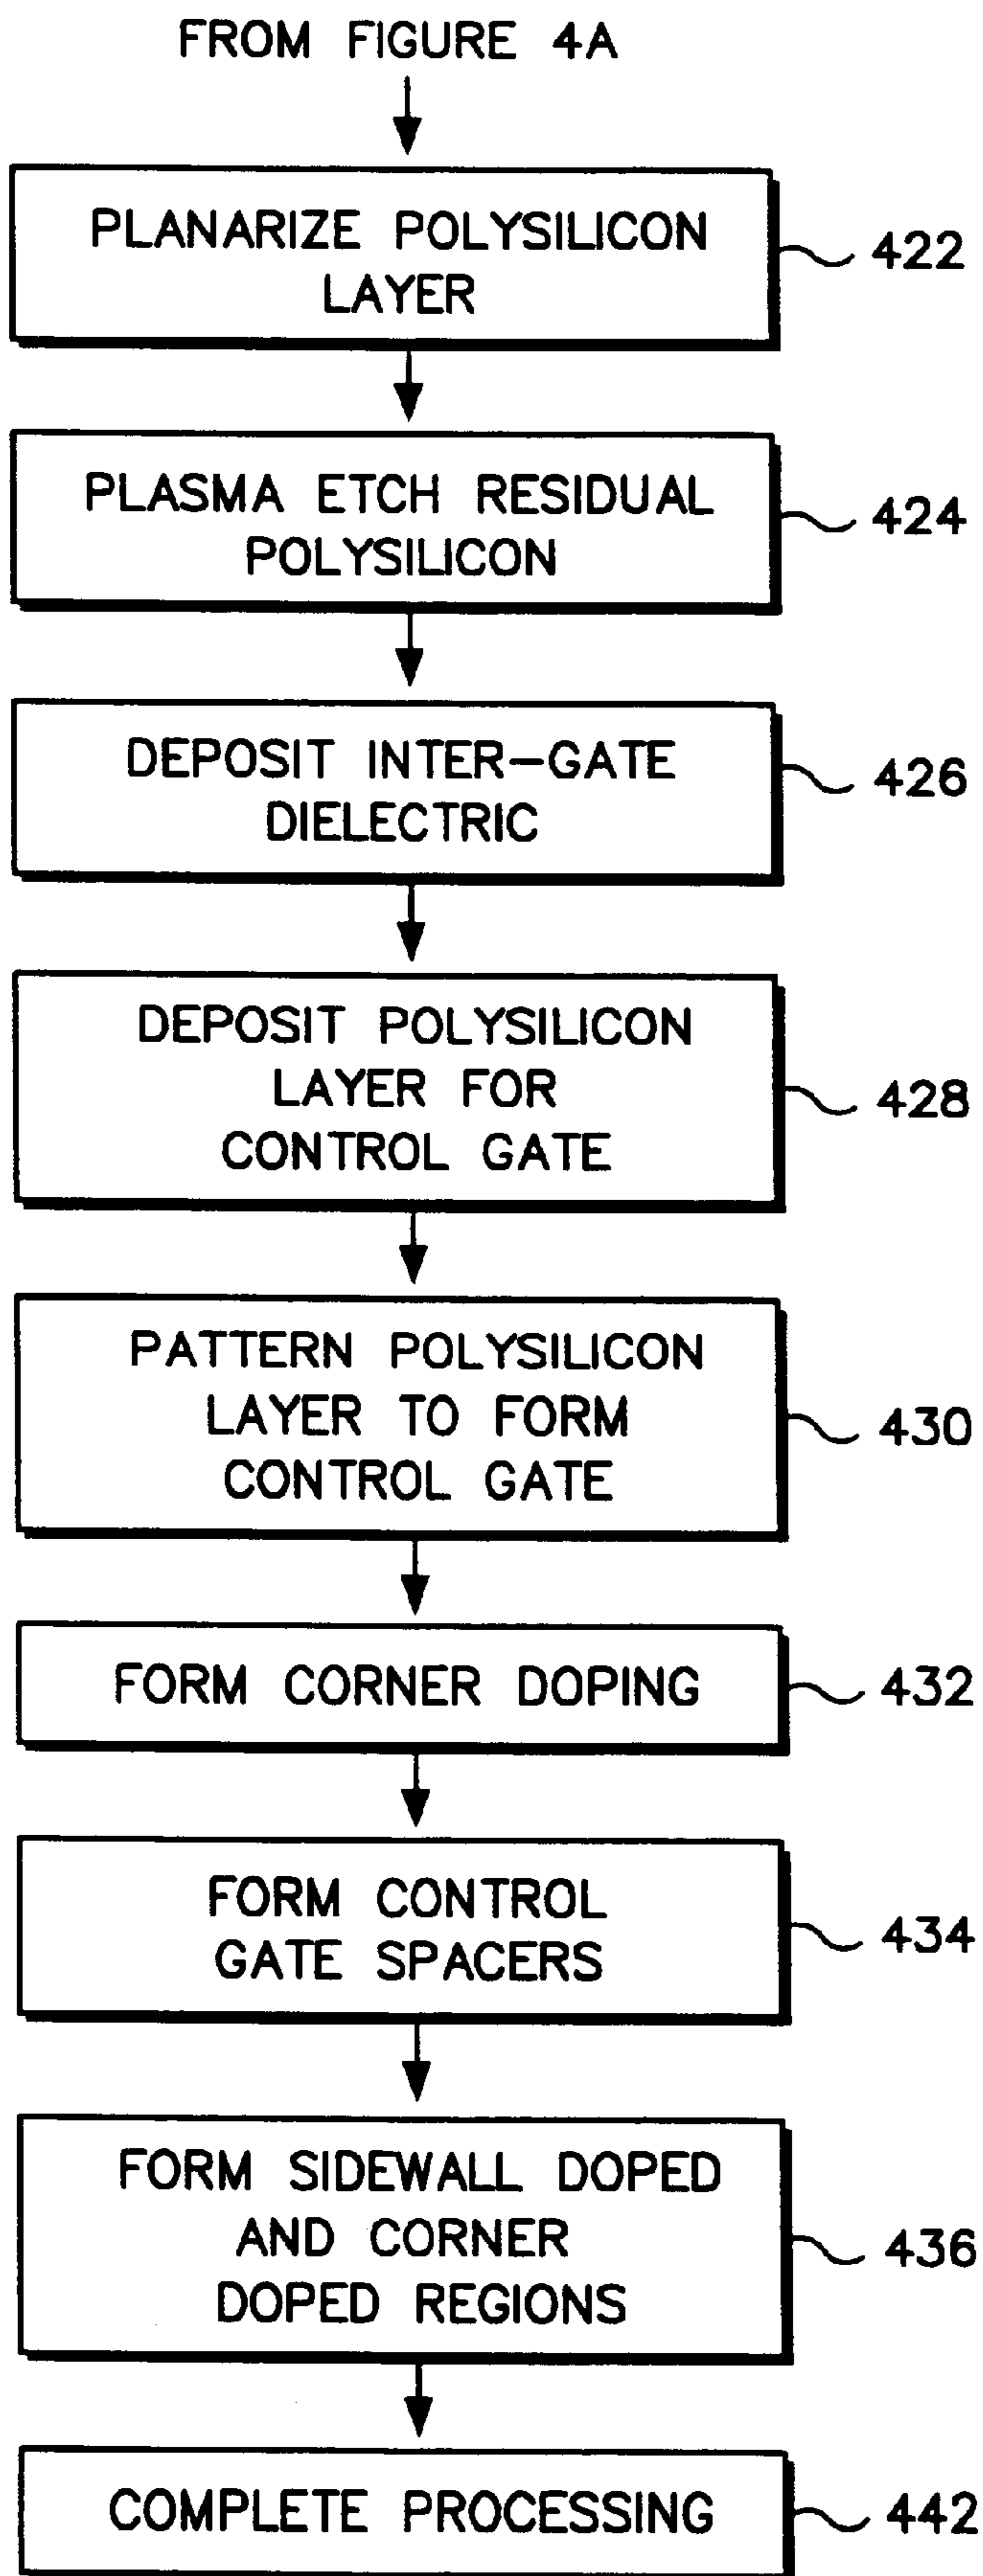 FROM FIGURE 4A
PLANARIZE POLYSILICON
LAYER
422
PLASMA ETCH RESIDUAL
POLYSILICON
424
DEPOSIT INTER-GATE
DIELECTRIC
426
DEPOSIT POLYSILICON
LAYER FOR
CONTROL GATE
428
PATTERN POLYSILICON
LAYER TO FORM
CONTROL GATE
430
FORM CORNER DOPING
432
FORM CONTROL
GATE SPACERS
434
FORM SIDEWALL DOPED
AND CORNER
DOPED REGIONS
436
COMPLETE PROCESSING
442